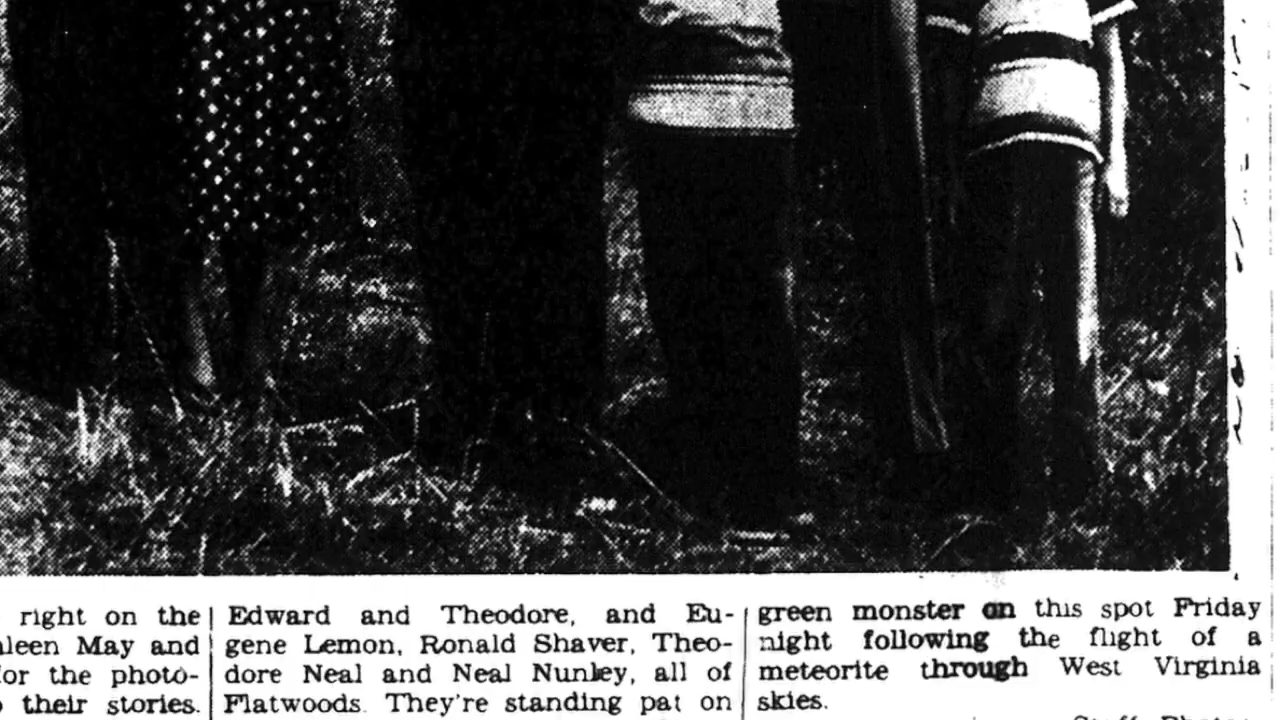 right on the
leen May and
for the photo-
their stories.
Edward and Theodore, and Eu-
gene Lemon, Ronald Shaver, Theo-
dore Neal and Neal Nunley, all of
Flatwoods. They're standing pat on
green monster on this spot Friday
night following the flight of a
meteorite through West Virginia
skies.